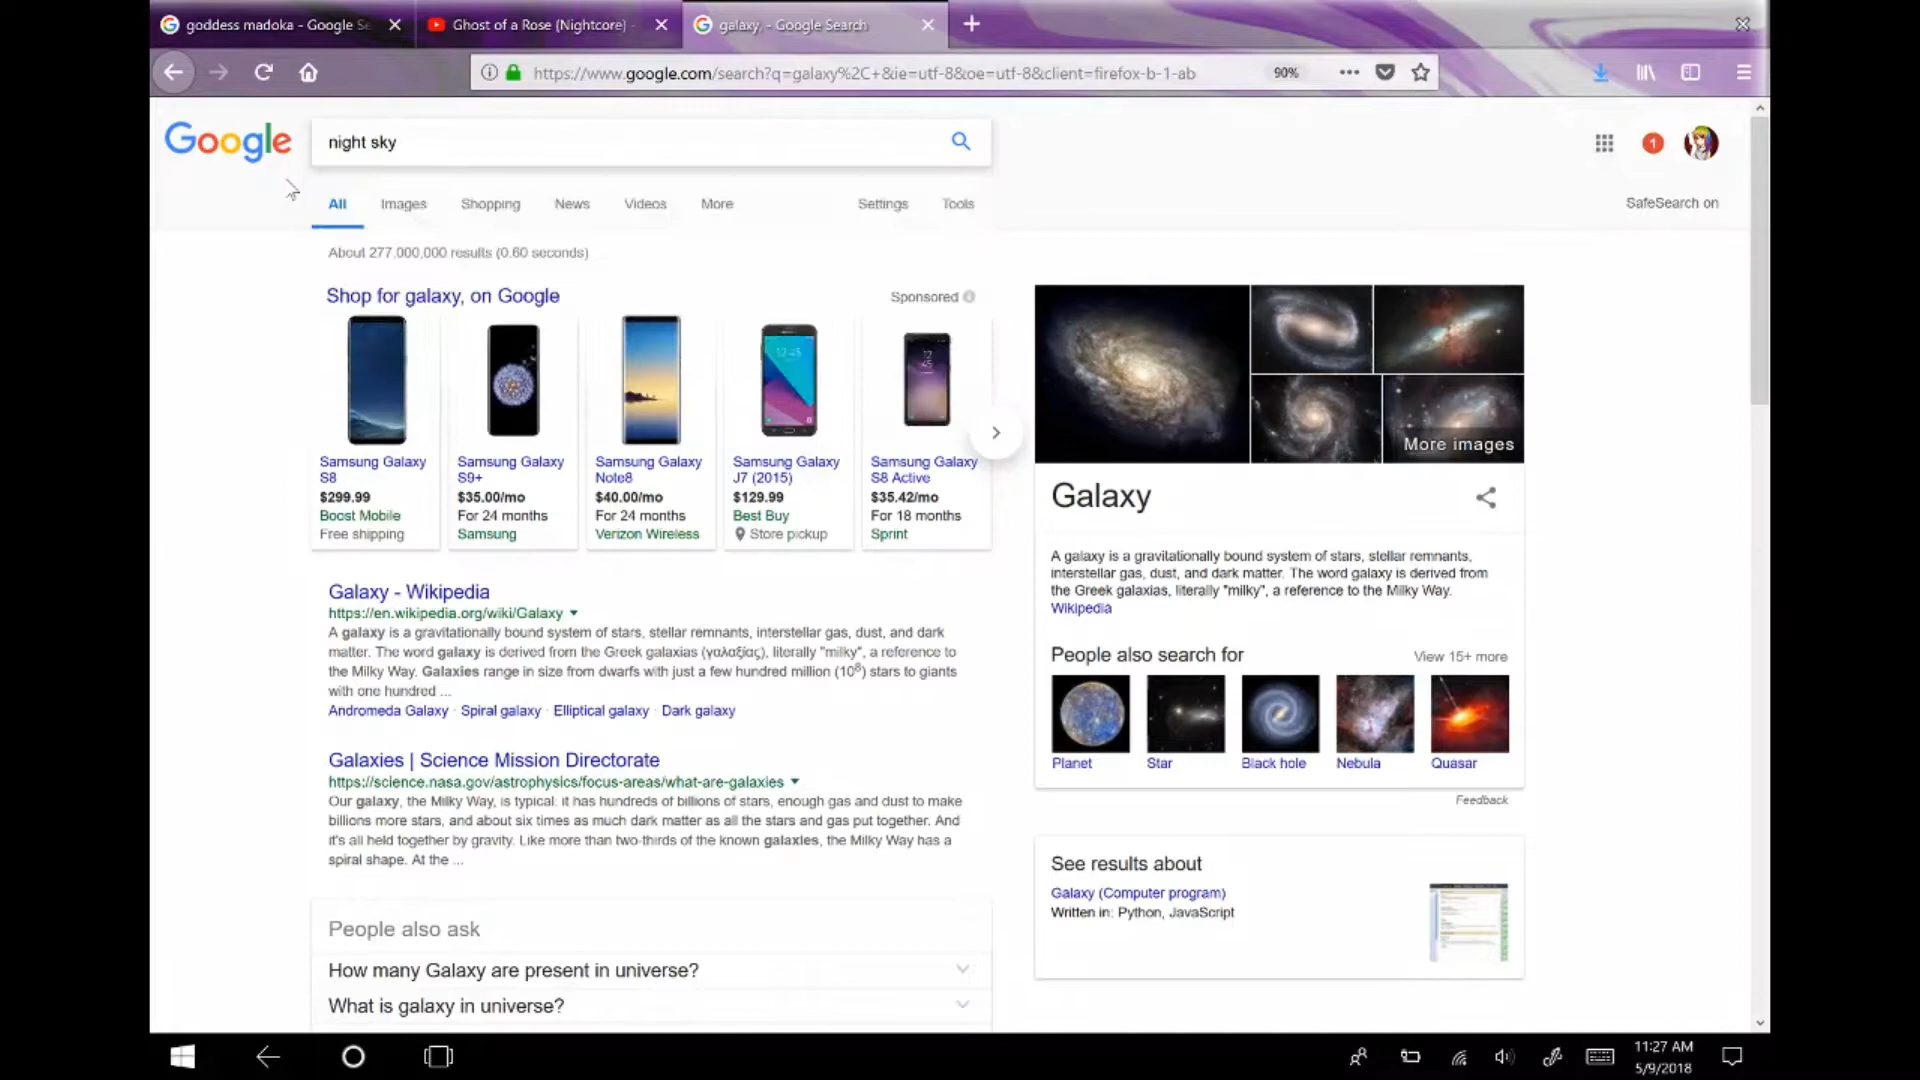 goddess madoka - Google Se
Ghost of a Rose (Nightcore) -
galaxy, - Google Search
https://www.google.com/search?q=galaxy%2C+&ie=utf-8&oe=utf-8&client=firefox-b-1-ab
90%
Google
night sky
1
All
Images
Shopping
News
Videos
More
Settings
Tools
SafeSearch on
About 277,000,000 results (0.60 seconds)
Shop for galaxy, on Google
Sponsored
Samsung Galaxy
S8
$299.99
Boost Mobile
Free shipping
Samsung Galaxy
S9+
$35.00/mo
For 24 months
Samsung
Samsung Galaxy
Note8
$40.00/mo
For 24 months
Verizon Wireless
12:45
Samsung Galaxy
J7 (2015)
$129.99
Best Buy
Store pickup
12
45
Samsung Galaxy
S8 Active
$35.42/mo
For 18 months
Sprint
Galaxy - Wikipedia
https://en.wikipedia.org/wiki/Galaxy
A galaxy is a gravitationally bound system of stars, stellar remnants, interstellar gas, dust, and dark
matter. The word galaxy is derived from the Greek galaxias (γαλαξίας), literally "milky", a reference to
the Milky Way. Galaxies range in size from dwarfs with just a few hundred million (10⁸) stars to giants
with one hundred ...
Andromeda Galaxy · Spiral galaxy · Elliptical galaxy · Dark galaxy
Galaxies | Science Mission Directorate
https://science.nasa.gov/astrophysics/focus-areas/what-are-galaxies
Our galaxy, the Milky Way, is typical: it has hundreds of billions of stars, enough gas and dust to make
billions more stars, and about six times as much dark matter as all the stars and gas put together. And
it's all held together by gravity. Like more than two-thirds of the known galaxies, the Milky Way has a
spiral shape. At the ...
People also ask
How many Galaxy are present in universe?
What is galaxy in universe?
More images
Galaxy
A galaxy is a gravitationally bound system of stars, stellar remnants,
interstellar gas, dust, and dark matter. The word galaxy is derived from
the Greek galaxias, literally "milky", a reference to the Milky Way.
Wikipedia
People also search for
View 15+ more
Planet
Star
Black hole
Nebula
Quasar
Feedback
See results about
Galaxy (Computer program)
Written in: Python, JavaScript
11:27 AM
5/9/2018